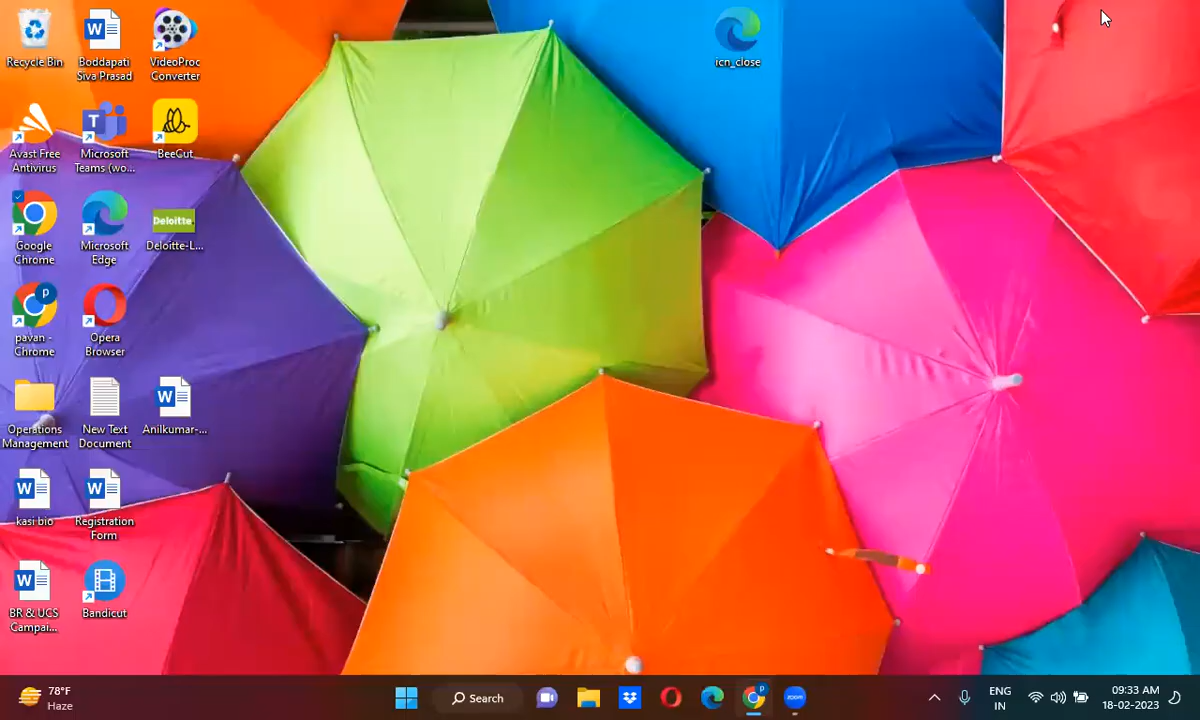 Recycle Bin
Boddapati
Siva Prasad
VideoProc
Converter
icn_close
Avast Free
Antivirus
T
Microsoft
Teams (wo...
BeeCut
Google
Chrome
Microsoft
Edge
Deloitte.
Deloitte-L...
p
pavan -
Chrome
Opera
Browser
Operations
Management
New Text
Document
W
Anilkumar-...
W
kasi bio
W
Registration
Form
W
BR & UCS
Campai...
Bandicut
78°F
Haze
Search
p
zoom
ENG
IN
09:33 AM
18-02-2023